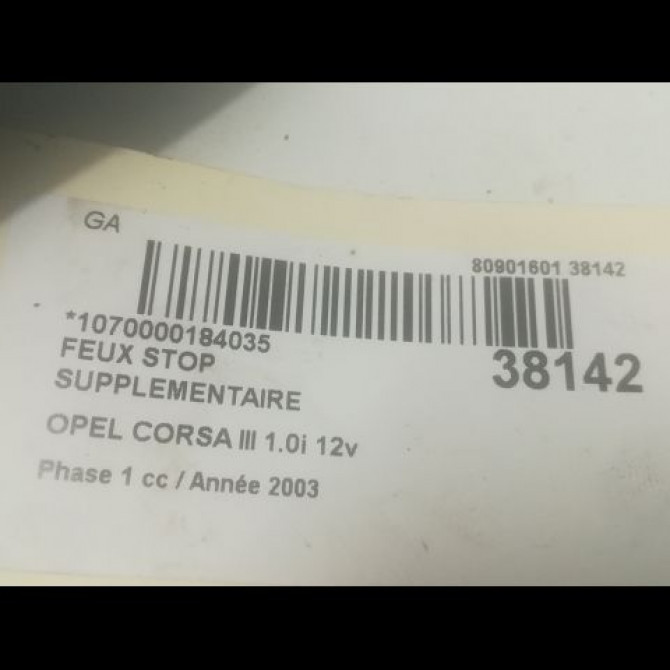 GA
80901601 38142
*1070000184035
38142
FEUX STOP
SUPPLEMENTAIRE
OPEL CORSA III 1.0i 12v
Phase 1 cc / Année 2003